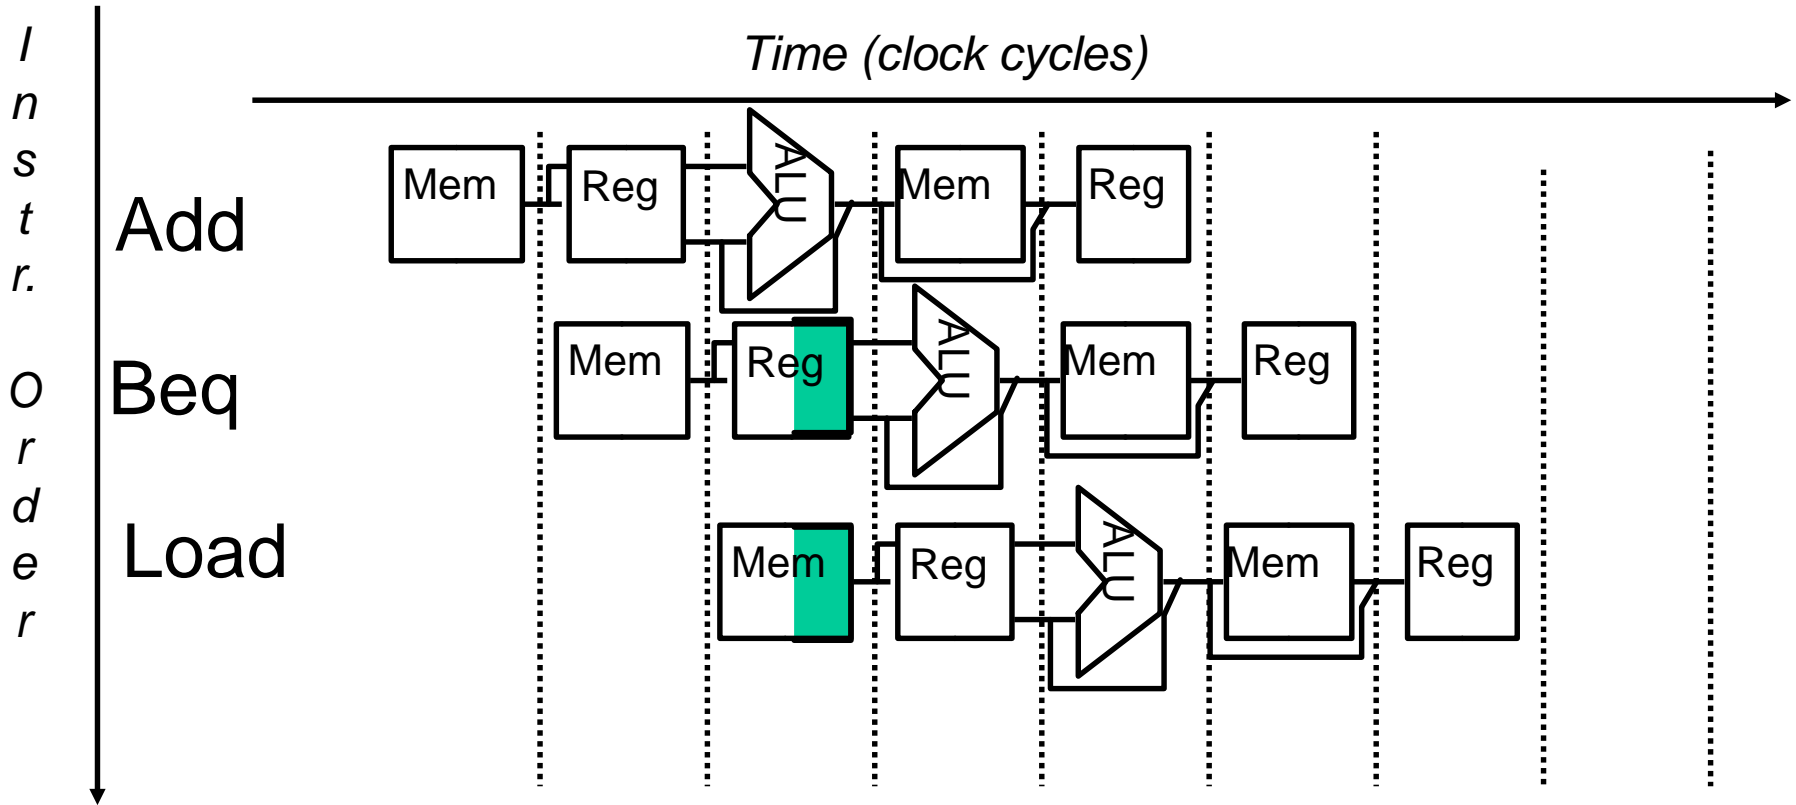 Instr. Order
Time (clock cycles)
Add
Mem Reg ALU Mem Reg
Beq
Mem Reg ALU Mem Reg
Load
Mem Reg ALU Mem Reg